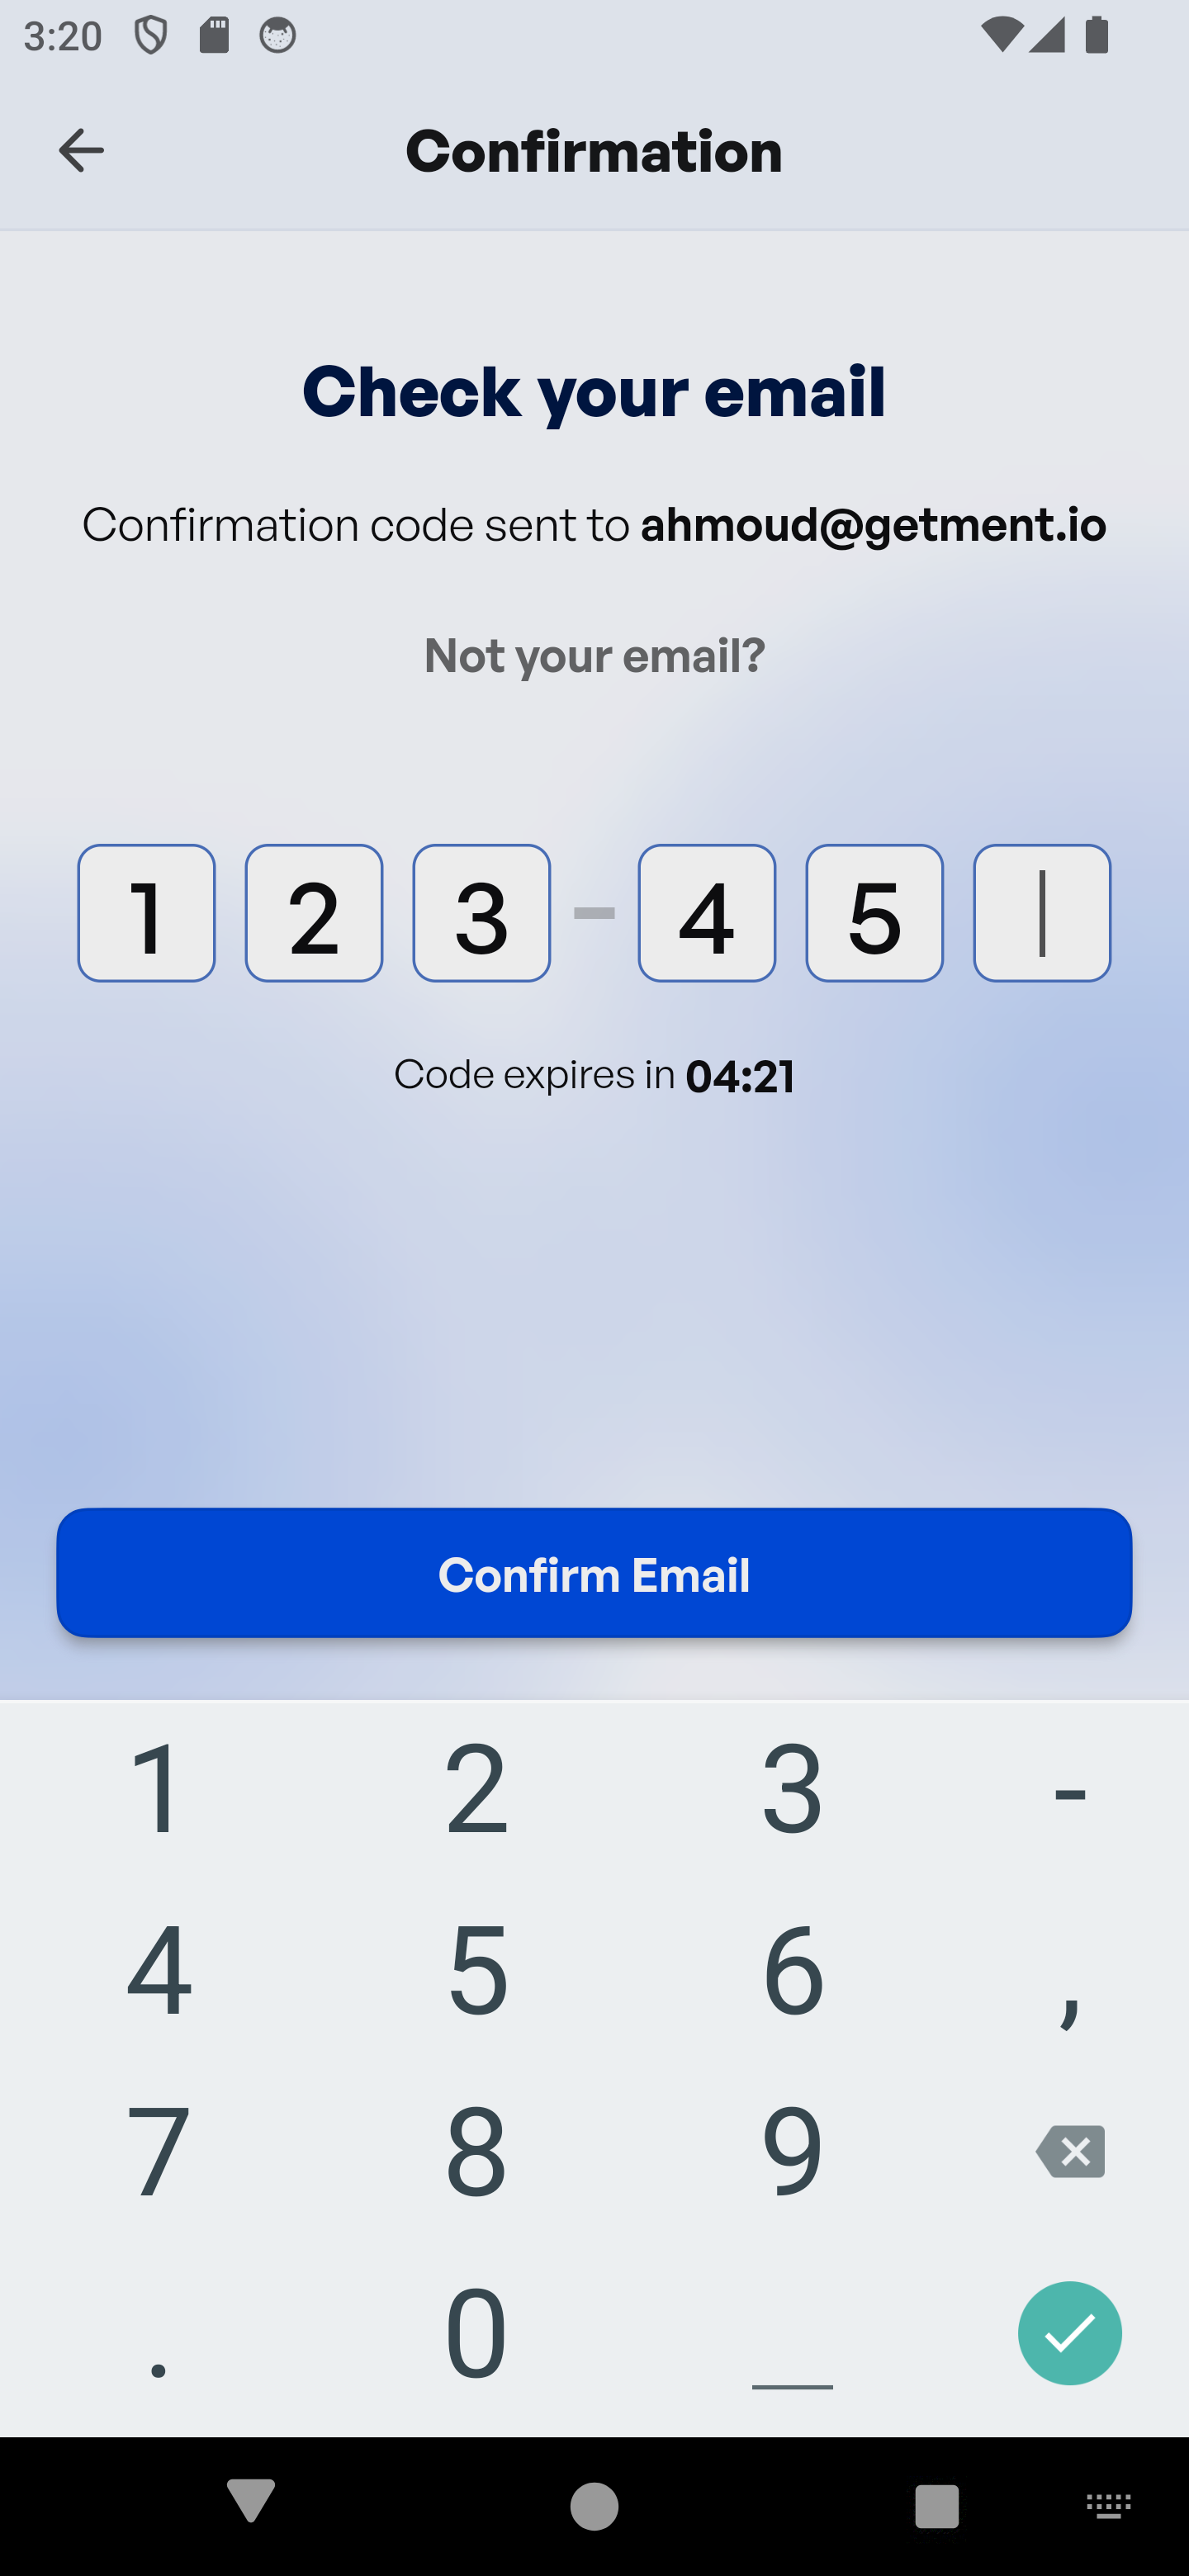 3:20
Confirmation
Check your email
Confirmation code sent to ahmoud@getment.io
Not your email?
1 2 3 - 4 5
Code expires in 04:21
Confirm Email
1 2 3 -
4 5 6 ,
7 8 9
. 0 _